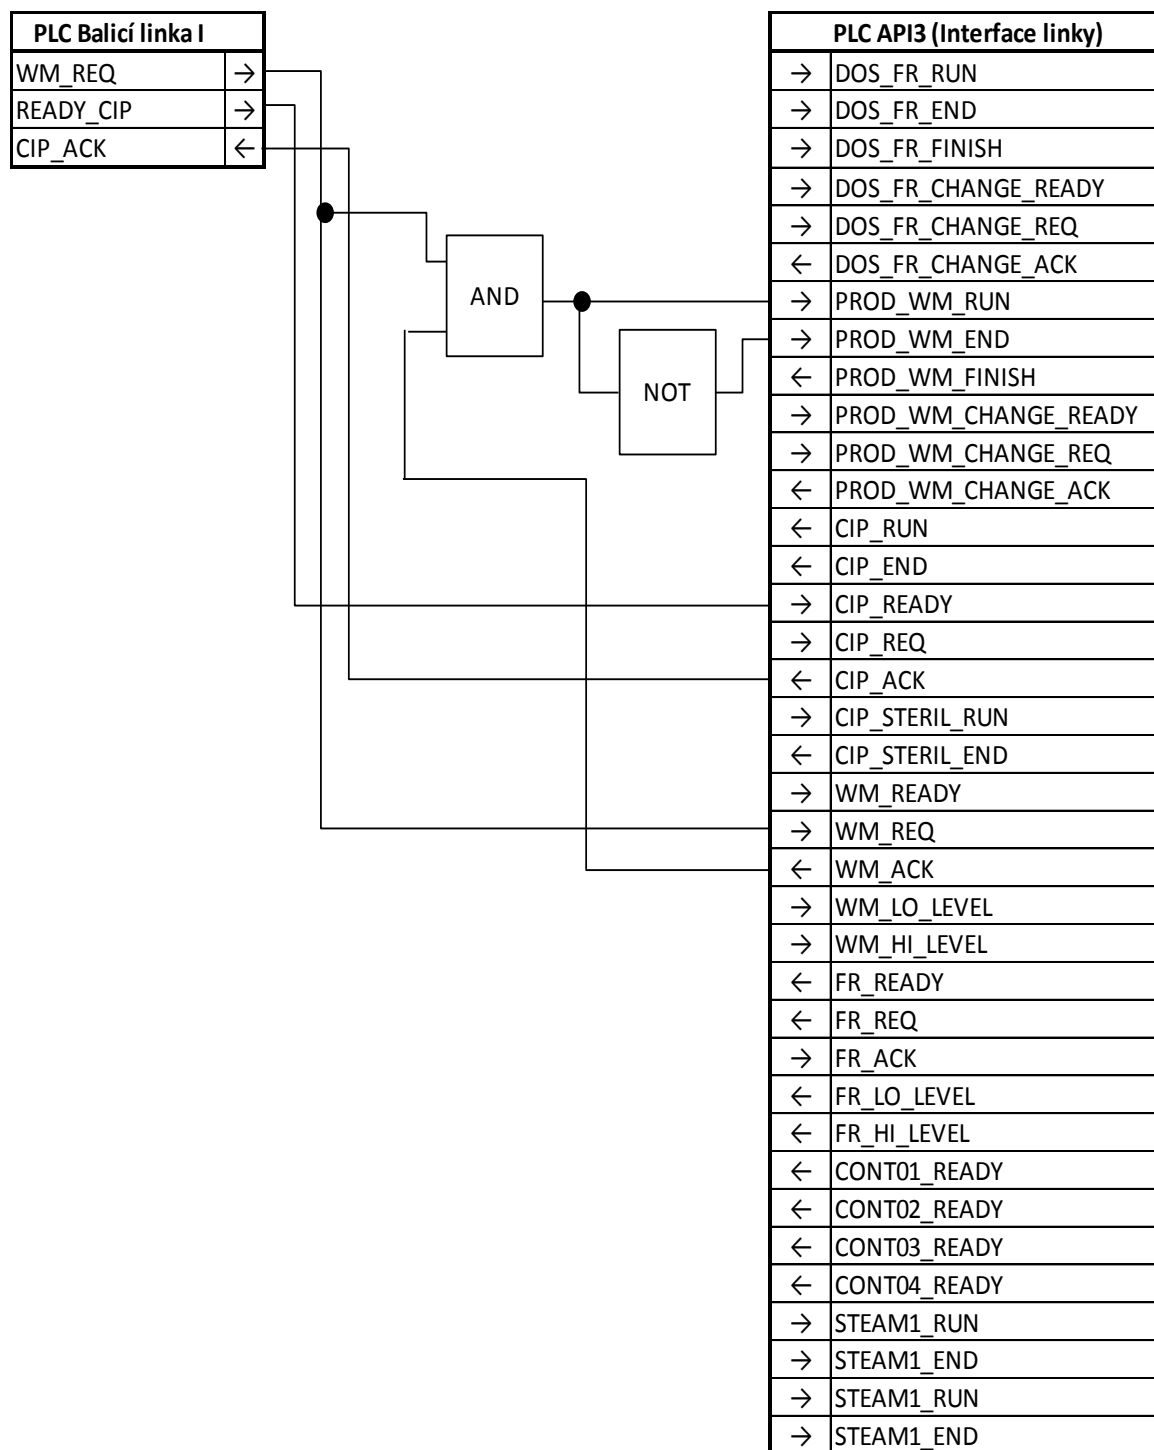 PLC Balicí linka I
WM_REQ →
READY_CIP →
CIP_ACK ←
AND
NOT
PLC API3 (Interface linky)
→ DOS_FR_RUN
→ DOS_FR_END
→ DOS_FR_FINISH
→ DOS_FR_CHANGE_READY
→ DOS_FR_CHANGE_REQ
← DOS_FR_CHANGE_ACK
→ PROD_WM_RUN
→ PROD_WM_END
← PROD_WM_FINISH
→ PROD_WM_CHANGE_READY
→ PROD_WM_CHANGE_REQ
← PROD_WM_CHANGE_ACK
← CIP_RUN
← CIP_END
→ CIP_READY
→ CIP_REQ
← CIP_ACK
→ CIP_STERIL_RUN
← CIP_STERIL_END
→ WM_READY
→ WM_REQ
← WM_ACK
→ WM_LO_LEVEL
→ WM_HI_LEVEL
← FR_READY
← FR_REQ
→ FR_ACK
← FR_LO_LEVEL
← FR_HI_LEVEL
← CONT01_READY
← CONT02_READY
← CONT03_READY
← CONT04_READY
→ STEAM1_RUN
→ STEAM1_END
→ STEAM1_RUN
→ STEAM1_END